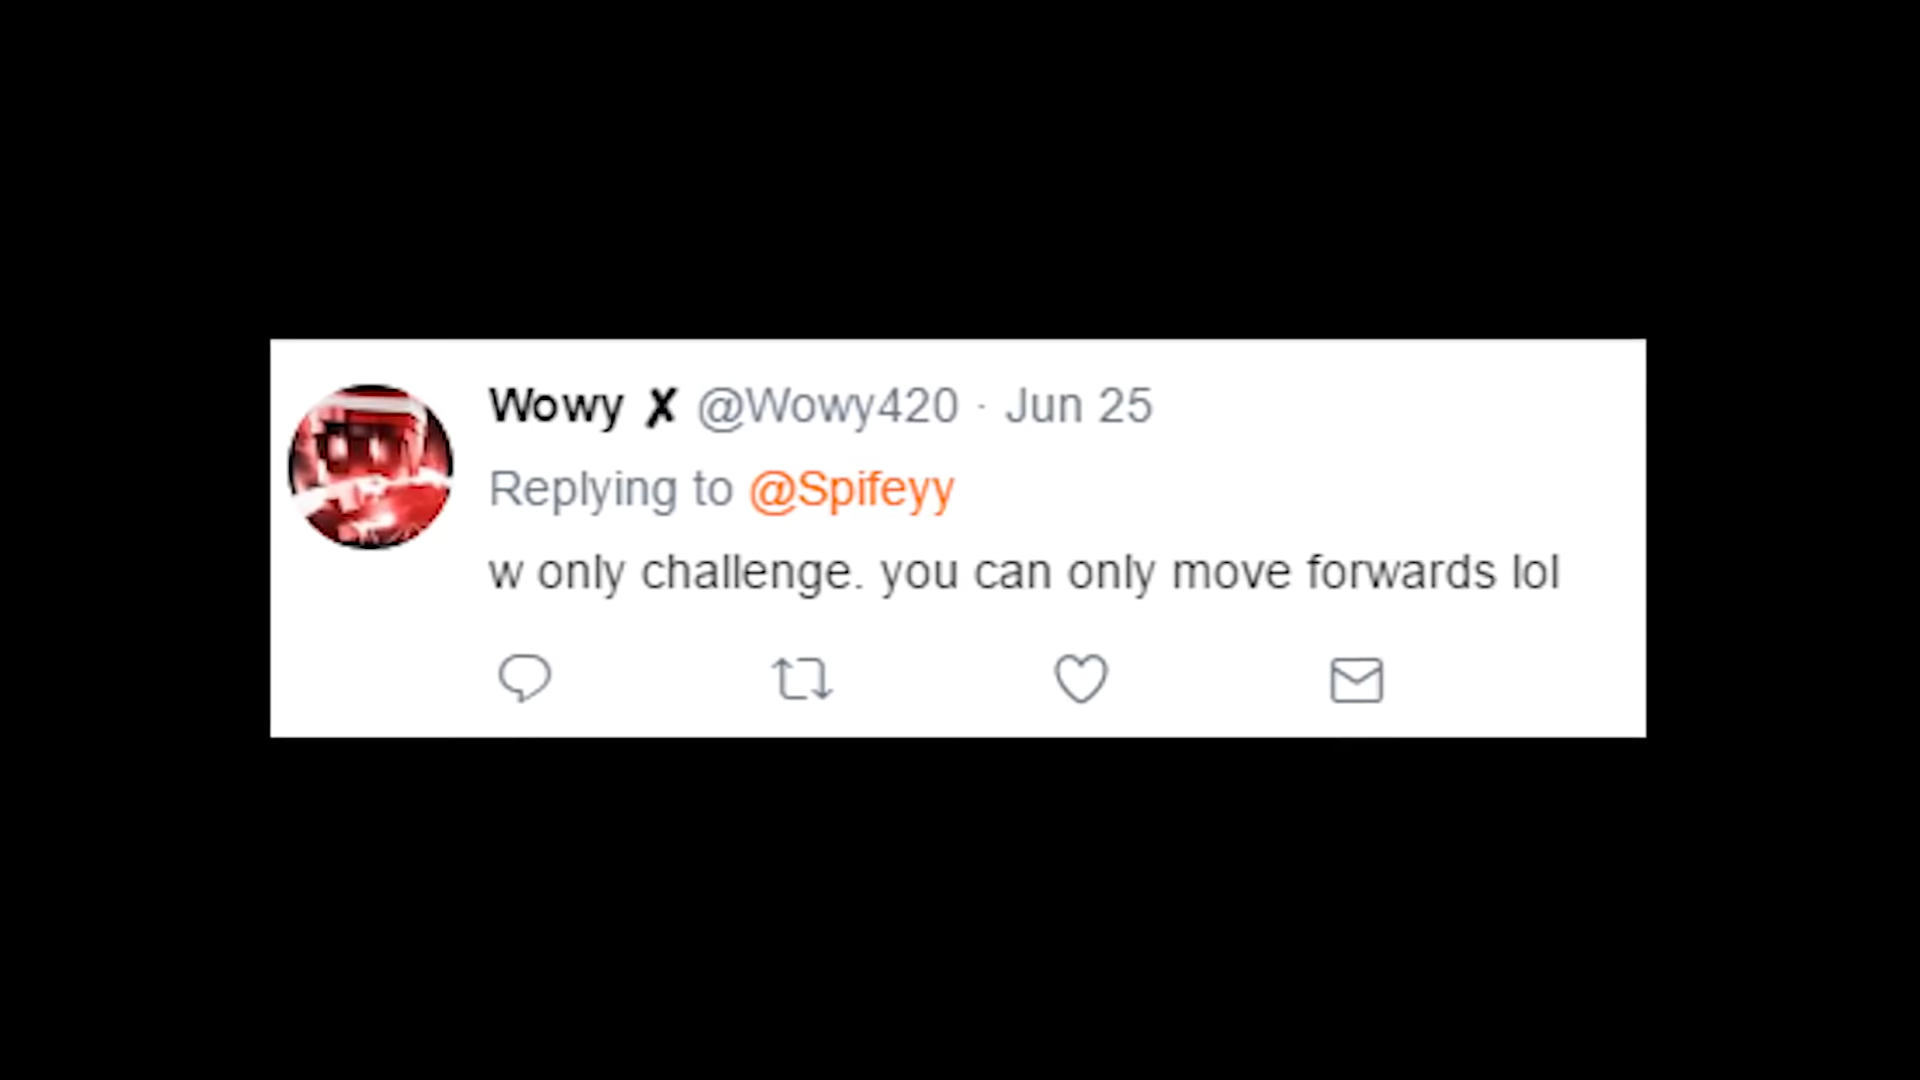 Wowy ✗ @Wowy420 · Jun 25
Replying to @Spifeyy
w only challenge. you can only move forwards lol